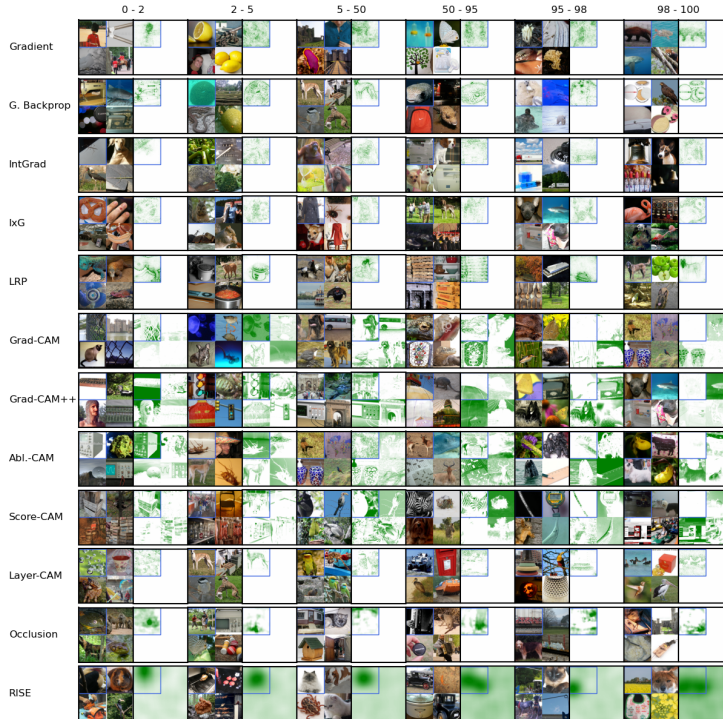 0 - 2 2 - 5 5 - 50 50 - 95 95 - 98 98 - 100
Gradient
G. Backprop
IntGrad
IxG
LRP
Grad-CAM
Grad-CAM++
Abl.-CAM
Score-CAM
Layer-CAM
Occlusion
RISE